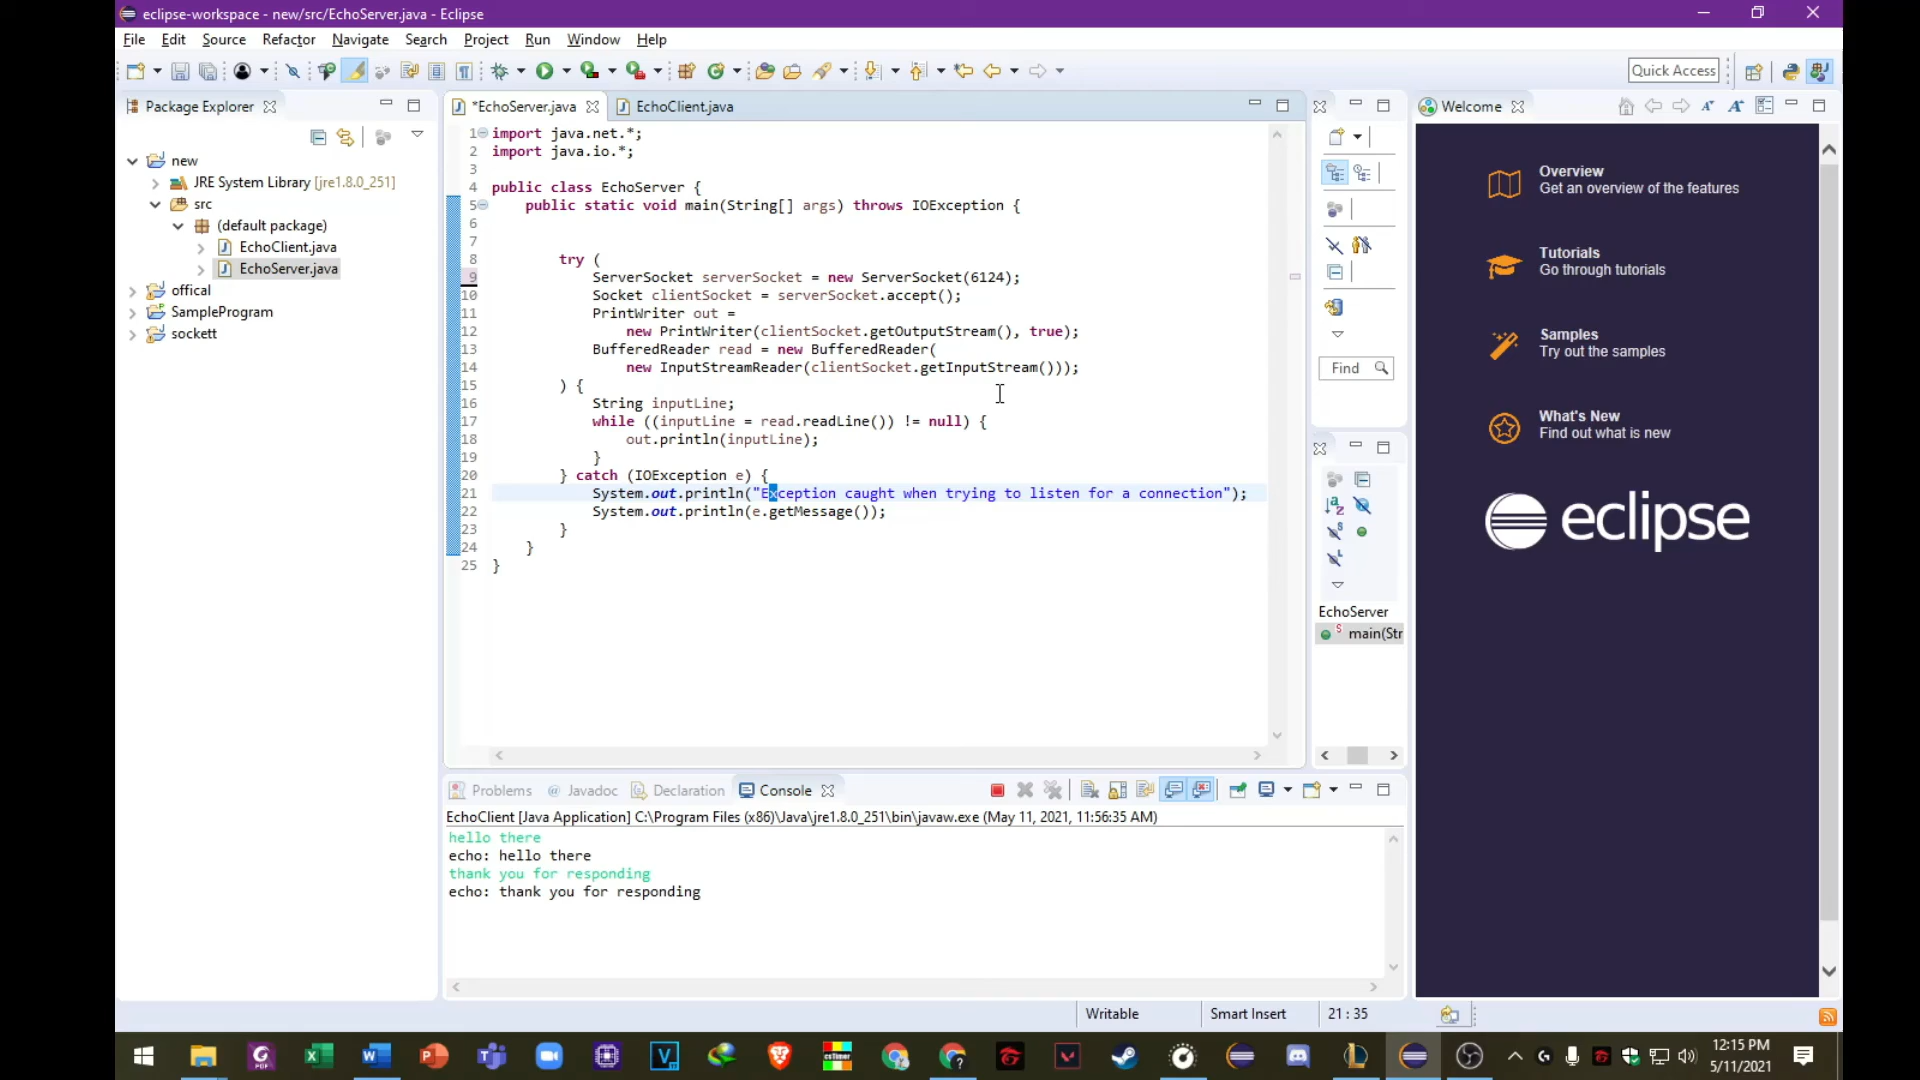 eclipse-workspace - new/src/EchoServer.java - Eclipse
File Edit Source Refactor Navigate Search Project Run Window Help
Quick Access
Package Explorer
new
JRE System Library [jre1.8.0_251]
src
(default package)
EchoClient.java
EchoServer.java
offical
SampleProgram
sockett
*EchoServer.java
EchoClient.java
1 import java.net.*;
2 import java.io.*;
3
4 public class EchoServer {
5 public static void main(String[] args) throws IOException {
6
7
8 try (
9 ServerSocket serverSocket = new ServerSocket(6124);
10 Socket clientSocket = serverSocket.accept();
11 PrintWriter out =
12 new PrintWriter(clientSocket.getOutputStream(), true);
13 BufferedReader read = new BufferedReader(
14 new InputStreamReader(clientSocket.getInputStream()));
15 ) {
16 String inputLine;
17 while ((inputLine = read.readLine()) != null) {
18 out.println(inputLine);
19 }
20 } catch (IOException e) {
21 System.out.println("Exception caught when trying to listen for a connection");
22 System.out.println(e.getMessage());
23 }
24 }
25 }
Find
EchoServer
main(Str
Welcome
Overview
Get an overview of the features
Tutorials
Go through tutorials
Samples
Try out the samples
What's New
Find out what is new
eclipse
Problems @ Javadoc Declaration Console
EchoClient [Java Application] C:\Program Files (x86)\Java\jre1.8.0_251\bin\javaw.exe (May 11, 2021, 11:56:35 AM)
hello there
echo: hello there
thank you for responding
echo: thank you for responding
Writable Smart Insert 21 : 35
12:15 PM
5/11/2021